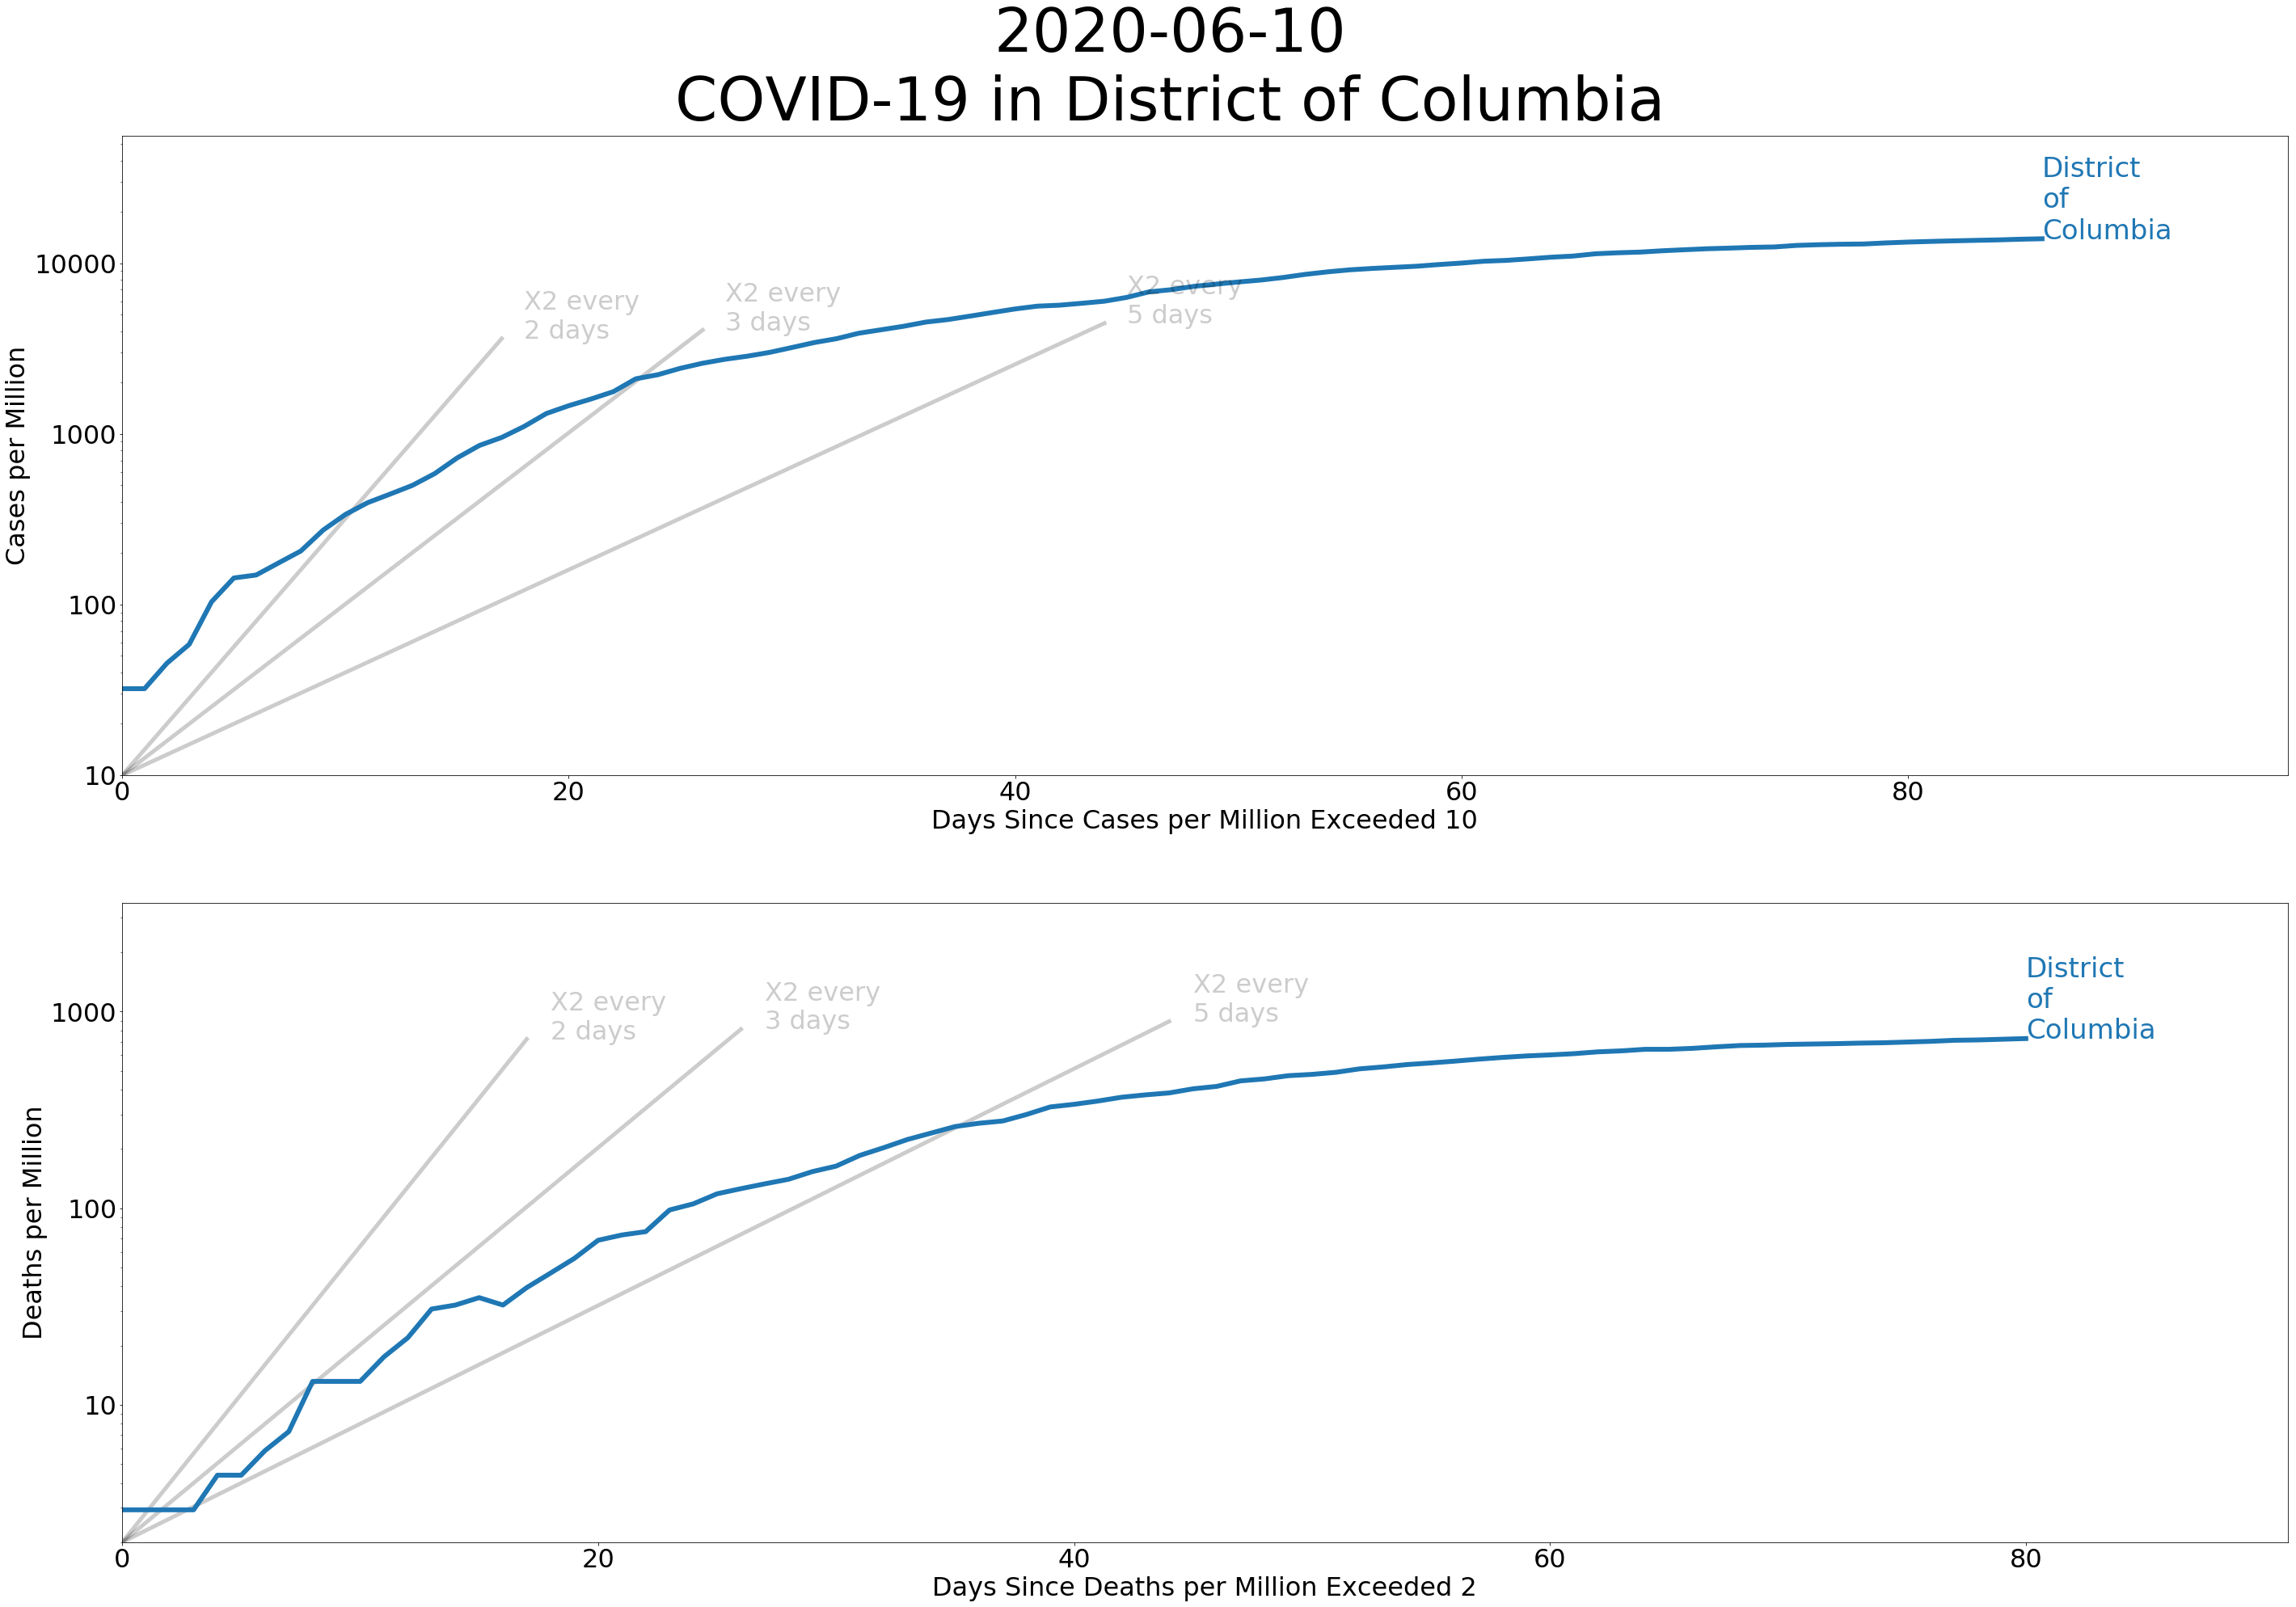 2020-06-10
COVID-19 in District of Columbia
District
of
Columbia
10000
1000
100
10
X2 every
2 days
X2 every
3 days
X2 every
5 days
Cases per Million
0
20
40
60
80
Days Since Cases per Million Exceeded 10
District
of
Columbia
1000
100
10
X2 every
2 days
X2 every
3 days
X2 every
5 days
Deaths per Million
0
20
40
60
80
Days Since Deaths per Million Exceeded 2